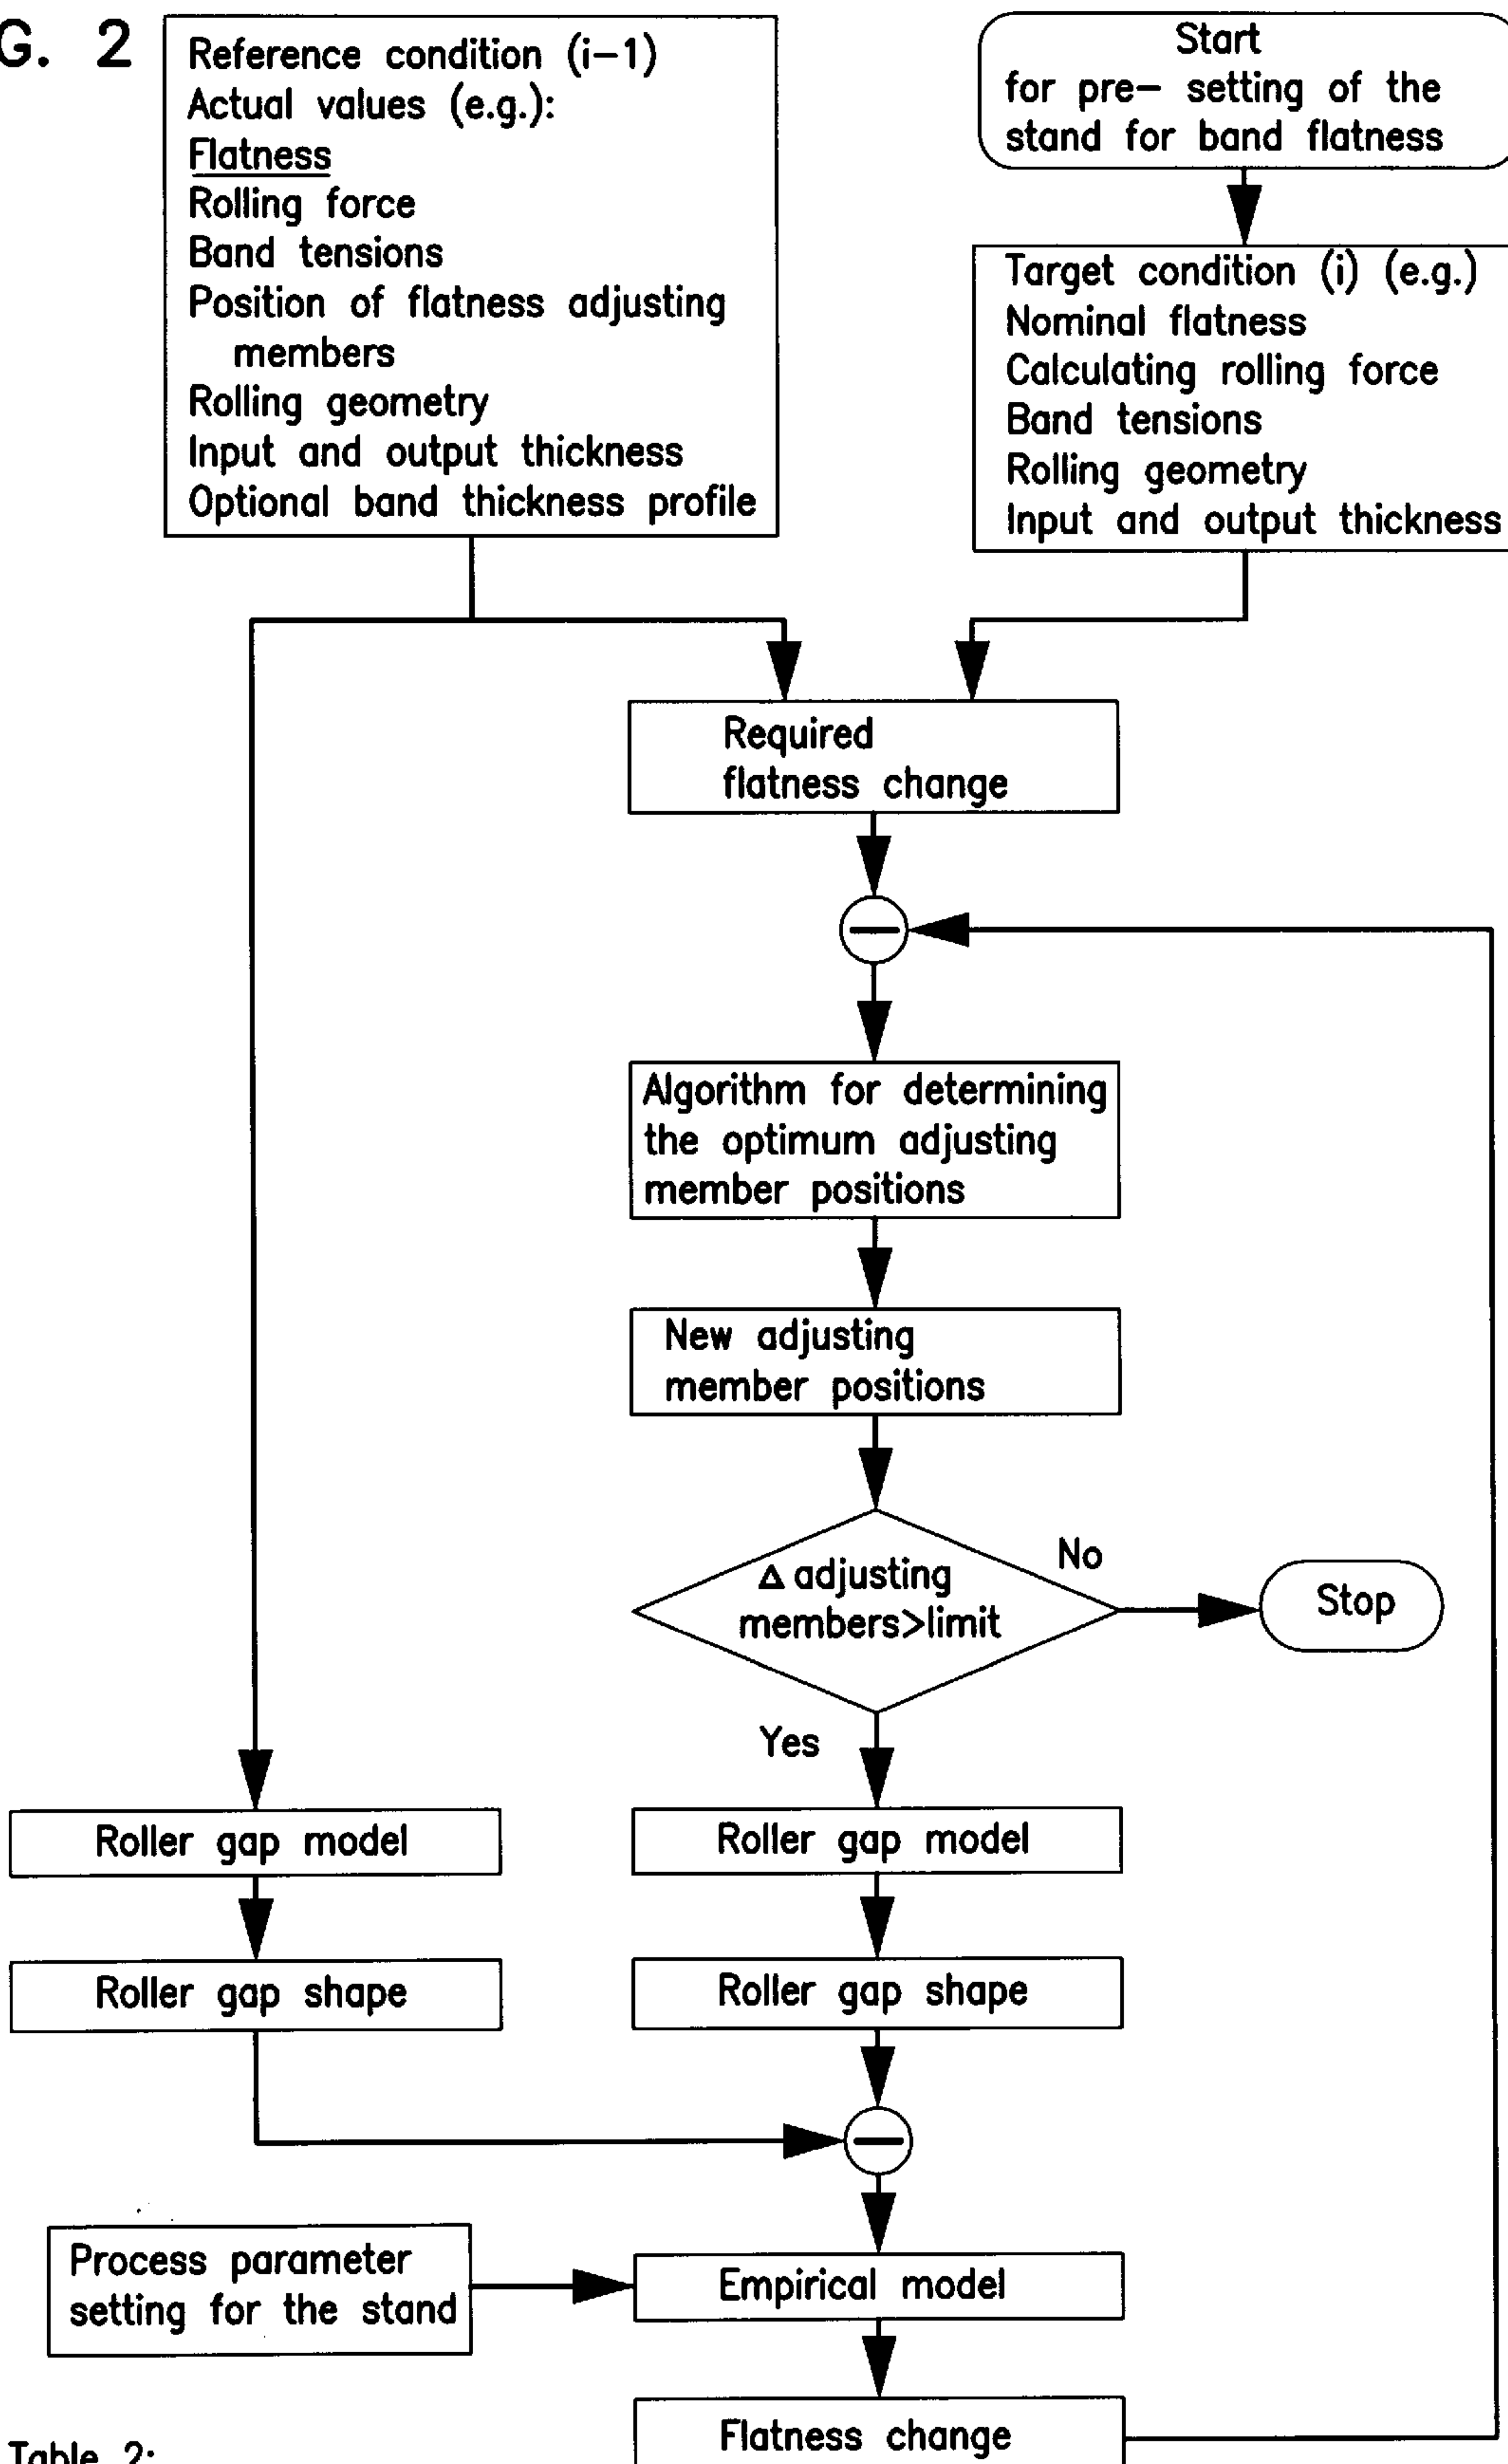 G. 2
Reference condition (i-1)
Actual values (e.g.):
Flatness
Rolling force
Band tensions
Position of flatness adjusting
members
Rolling geometry
Input and output thickness
Optional band thickness profile
Start
for pre- setting of the
stand for band flatness
Target condition (i) (e.g.)
Nominal flatness
Calculating rolling force
Band tensions
Rolling geometry
Input and output thickness
Required
flatness change
Algorithm for determining
the optimum adjusting
member positions
New adjusting
member positions
Δ adjusting
members>limit
No
Stop
Yes
Roller gap model
Roller gap model
Roller gap shape
Roller gap shape
Process parameter
setting for the stand
Empirical model
Flatness change
Table 2: